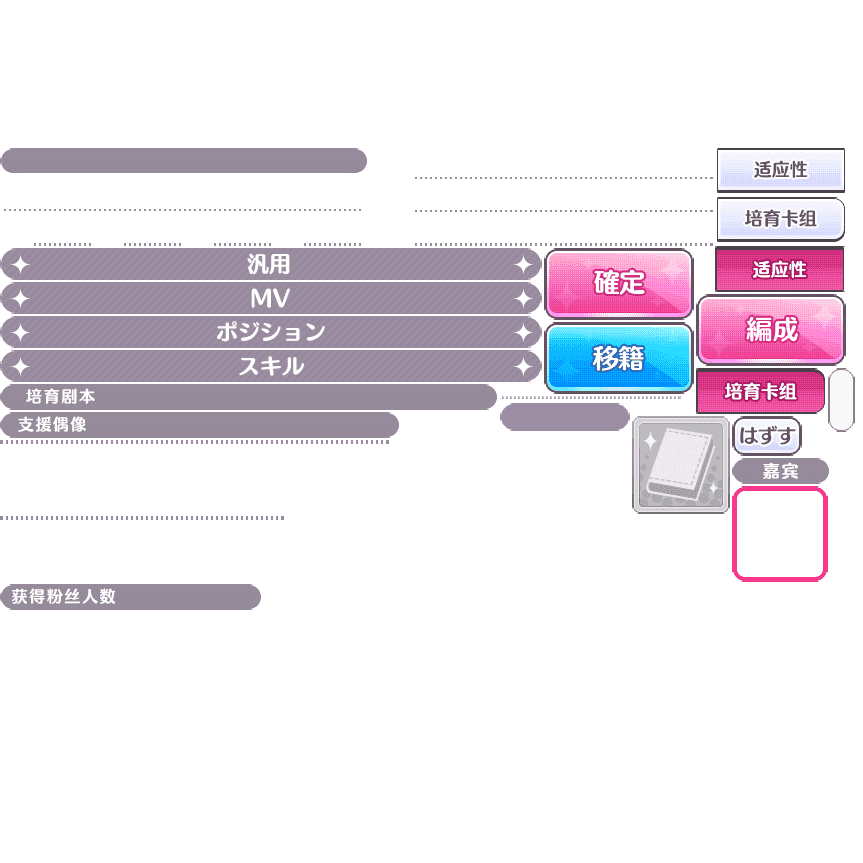 适应性
培育卡组
汎用
適应性
確定
MV
編成
ポジション
移籍
スキル
培育剧本
培育卡组
支援偶像
はずす
嘉宾
获得粉丝人数